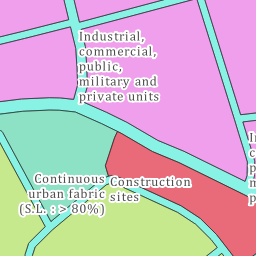 Industrial,
commercial,
public,
military and
private units
Continuous
urban fabric
(S.L. : > 80%)
Construction
sites